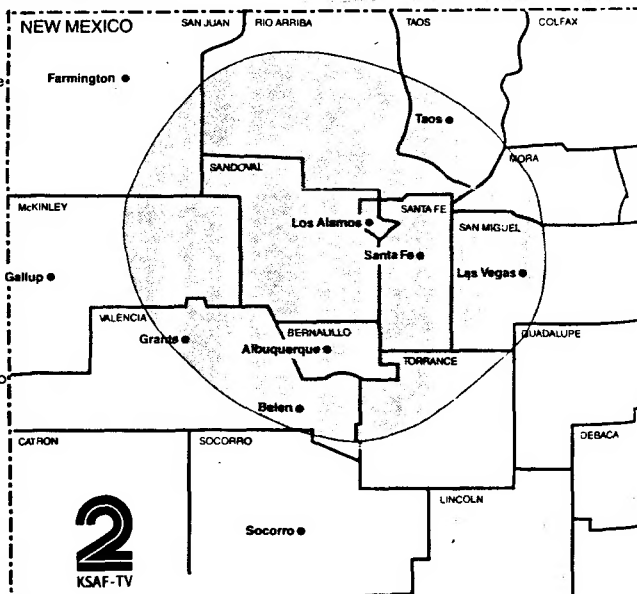 NEW MEXICO
SAN JUAN
RIO ARRIBA
TAOS
COLFAX
Farmington
Taos
MORA
SANDOVAL
McKINLEY
SANTA FE
Los Alamos
SAN MIGUEL
Santa Fe
Gallup
Las Vegas
VALENCIA
BERNALILLO
GUADALUPE
Grants
Albuquerque
TORRANCE
Belen
CATRON
SOCORRO
DEBACA
LINCOLN
2
Socorro
KSAF-TV